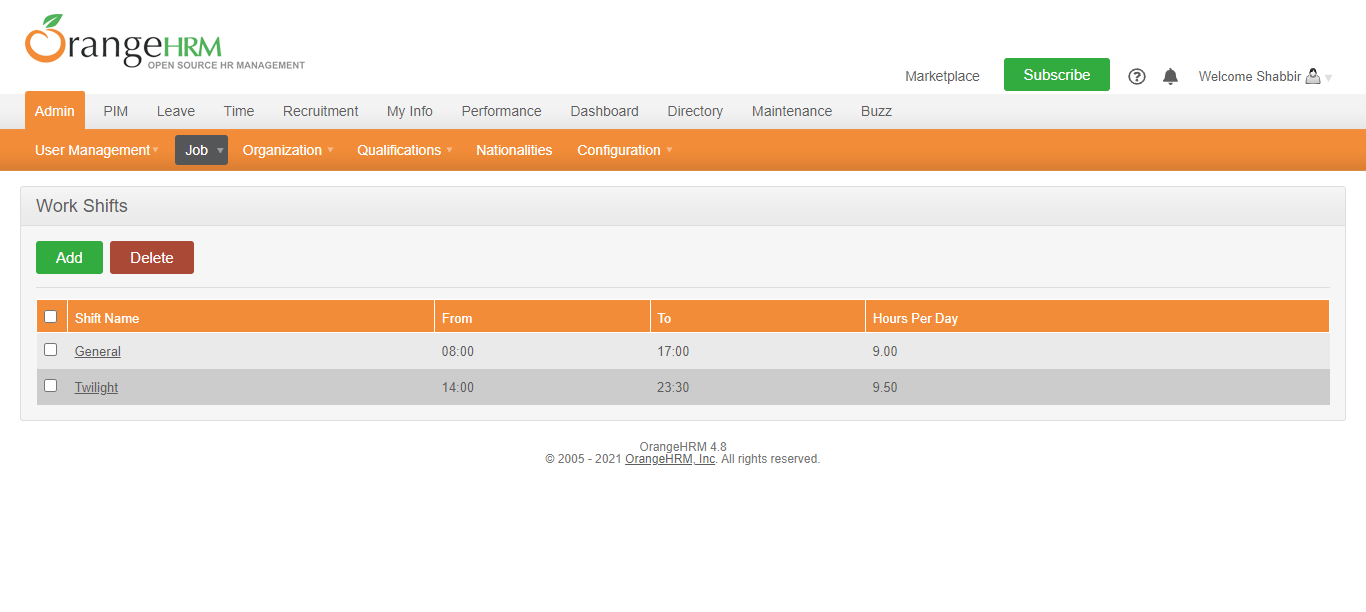 OrangeHRM
OPEN SOURCE HR MANAGEMENT
Marketplace Subscribe ? Welcome Shabbir
Admin PIM Leave Time Recruitment My Info Performance Dashboard Directory Maintenance Buzz
User Management Job Organization Qualifications Nationalities Configuration
Work Shifts
Add Delete
Shift Name From To Hours Per Day
General 08:00 17:00 9.00
Twilight 14:00 23:30 9.50
OrangeHRM 4.8
© 2005 - 2021 OrangeHRM, Inc. All rights reserved.